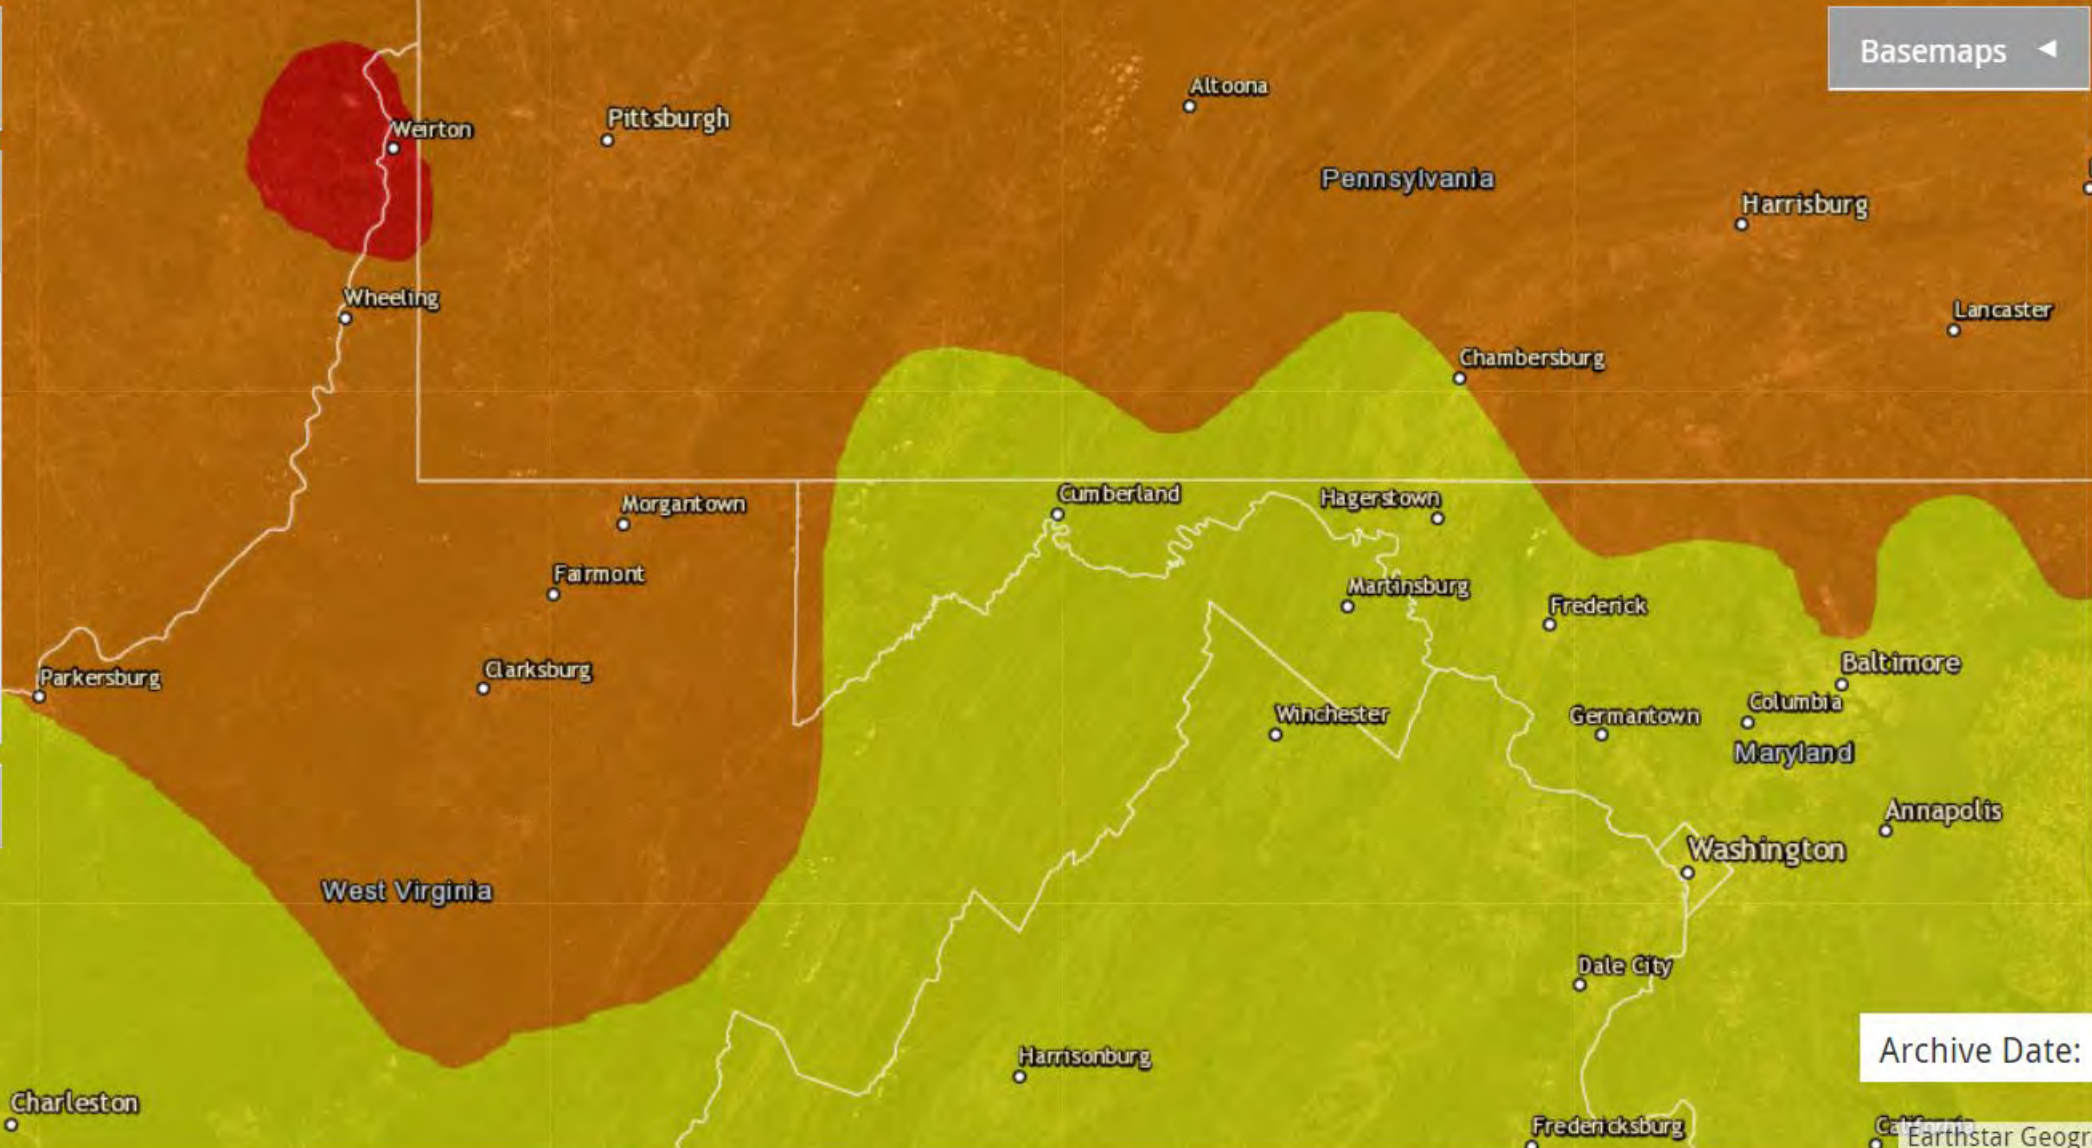 Basemaps ◄
Altoona
Pittsburgh
Weirton
Pennsylvania
Harrisburg
Wheeling
Lancaster
Chambersburg
Cumberland
Hagerstown
Morgantown
Fairmont
Martinsburg
Frederick
Clarksburg
Parkersburg
Baltimore
Columbia
Winchester
Germantown
Maryland
Annapolis
Washington
West Virginia
Dale City
Archive Date:
Harrisonburg
Charleston
Fredericksburg
California
Earthstar Geogr